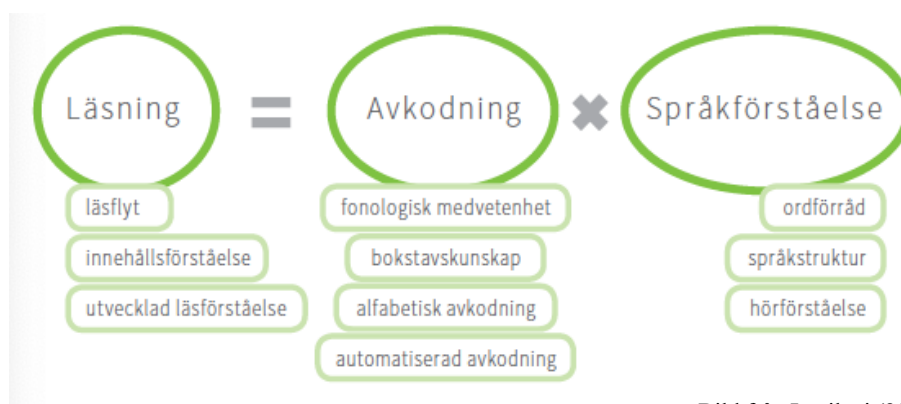 Läsning = Avkodning ✖ Språkförståelse
läsflyt
innehållsförståelse
utvecklad läsförståelse
fonologisk medvetenhet
bokstavskunskap
alfabetisk avkodning
automatiserad avkodning
ordförråd
språkstruktur
hörförståelse